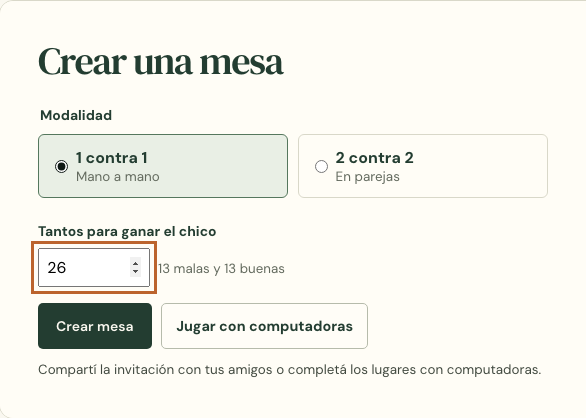 Crear una mesa
Modalidad
1 contra 1
Mano a mano
2 contra 2
En parejas
Tantos para ganar el chico
26
13 malas y 13 buenas
Crear mesa
Jugar con computadoras
Compartí la invitación con tus amigos o completá los lugares con computadoras.